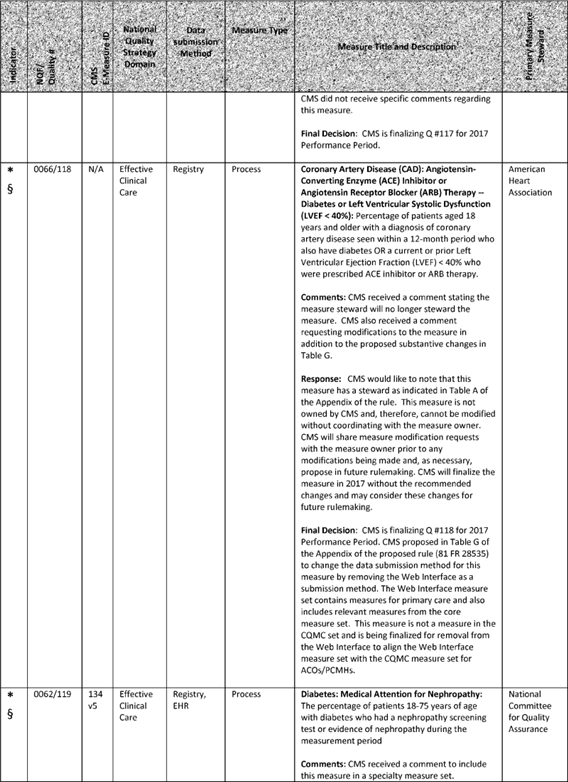 Indicator
NQF/
Quality #
CMS
E-Measure ID
National
Quality
Strategy
Domain
Data
submission
Method
Measure Type
Measure Title and Description
Primary Measure
Steward
CMS did not receive specific comments regarding
this measure.
Final Decision: CMS is finalizing Q #117 for 2017
Performance Period.
*
§
0066/118
N/A
Effective
Clinical
Care
Registry
Process
Coronary Artery Disease (CAD): Angiotensin-
Converting Enzyme (ACE) Inhibitor or
Angiotensin Receptor Blocker (ARB) Therapy --
Diabetes or Left Ventricular Systolic Dysfunction
(LVEF < 40%): Percentage of patients aged 18
years and older with a diagnosis of coronary
artery disease seen within a 12-month period who
also have diabetes OR a current or prior Left
Ventricular Ejection Fraction (LVEF) < 40% who
were prescribed ACE inhibitor or ARB therapy.
Comments: CMS received a comment stating the
measure steward will no longer steward the
measure. CMS also received a comment
requesting modifications to the measure in
addition to the proposed substantive changes in
Table G.
Response: CMS would like to note that this
measure has a steward as indicated in Table A of
the Appendix of the rule. This measure is not
owned by CMS and, therefore, cannot be modified
without coordinating with the measure owner.
CMS will share measure modification requests
with the measure owner prior to any
modifications being made and, as necessary,
propose in future rulemaking. CMS will finalize the
measure in 2017 without the recommended
changes and may consider these changes for
future rulemaking.
Final Decision: CMS is finalizing Q #118 for 2017
Performance Period. CMS proposed in Table G of
the Appendix of the proposed rule (81 FR 28535)
to change the data submission method for this
measure by removing the Web Interface as a
submission method. The Web Interface measure
set contains measures for primary care and also
includes relevant measures from the core
measure set. This measure is not a measure in the
CQMC set and is being finalized for removal from
the Web Interface to align the Web Interface
measure set with the CQMC measure set for
ACOs/PCMHs.
American
Heart
Association
*
§
0062/119
134
v5
Effective
Clinical
Care
Registry,
EHR
Process
Diabetes: Medical Attention for Nephropathy:
The percentage of patients 18-75 years of age
with diabetes who had a nephropathy screening
test or evidence of nephropathy during the
measurement period
Comments: CMS received a comment to include
this measure in a specialty measure set.
National
Committee
for Quality
Assurance